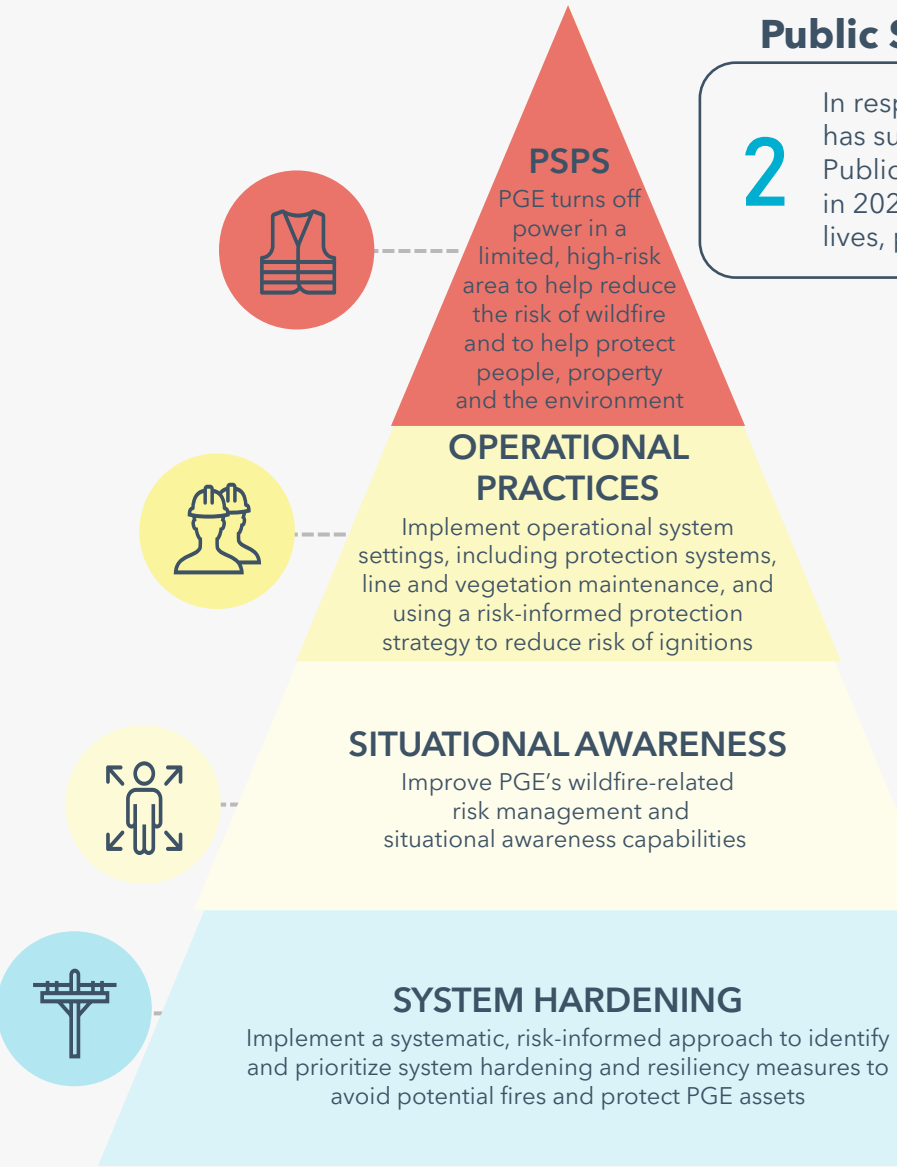 Public
In
has
2
Public
in
lives,
PSPS
PGE turns off
power in a
limited, high-risk
area to help reduce
the risk of wildfire
and to help protect
people, property
and the environment
OPERATIONAL
PRACTICES
Implement operational system
settings, including protection systems,
line and vegetation maintenance, and
using a risk-informed protection
strategy to reduce risk of ignitions
SITUATIONAL AWARENESS
Improve PGE’s wildfire-related
risk management and
situational awareness capabilities
SYSTEM HARDENING
Implement a systematic, risk-informed approach to identify
and prioritize system hardening and resiliency measures to
avoid potential fires and protect PGE assets